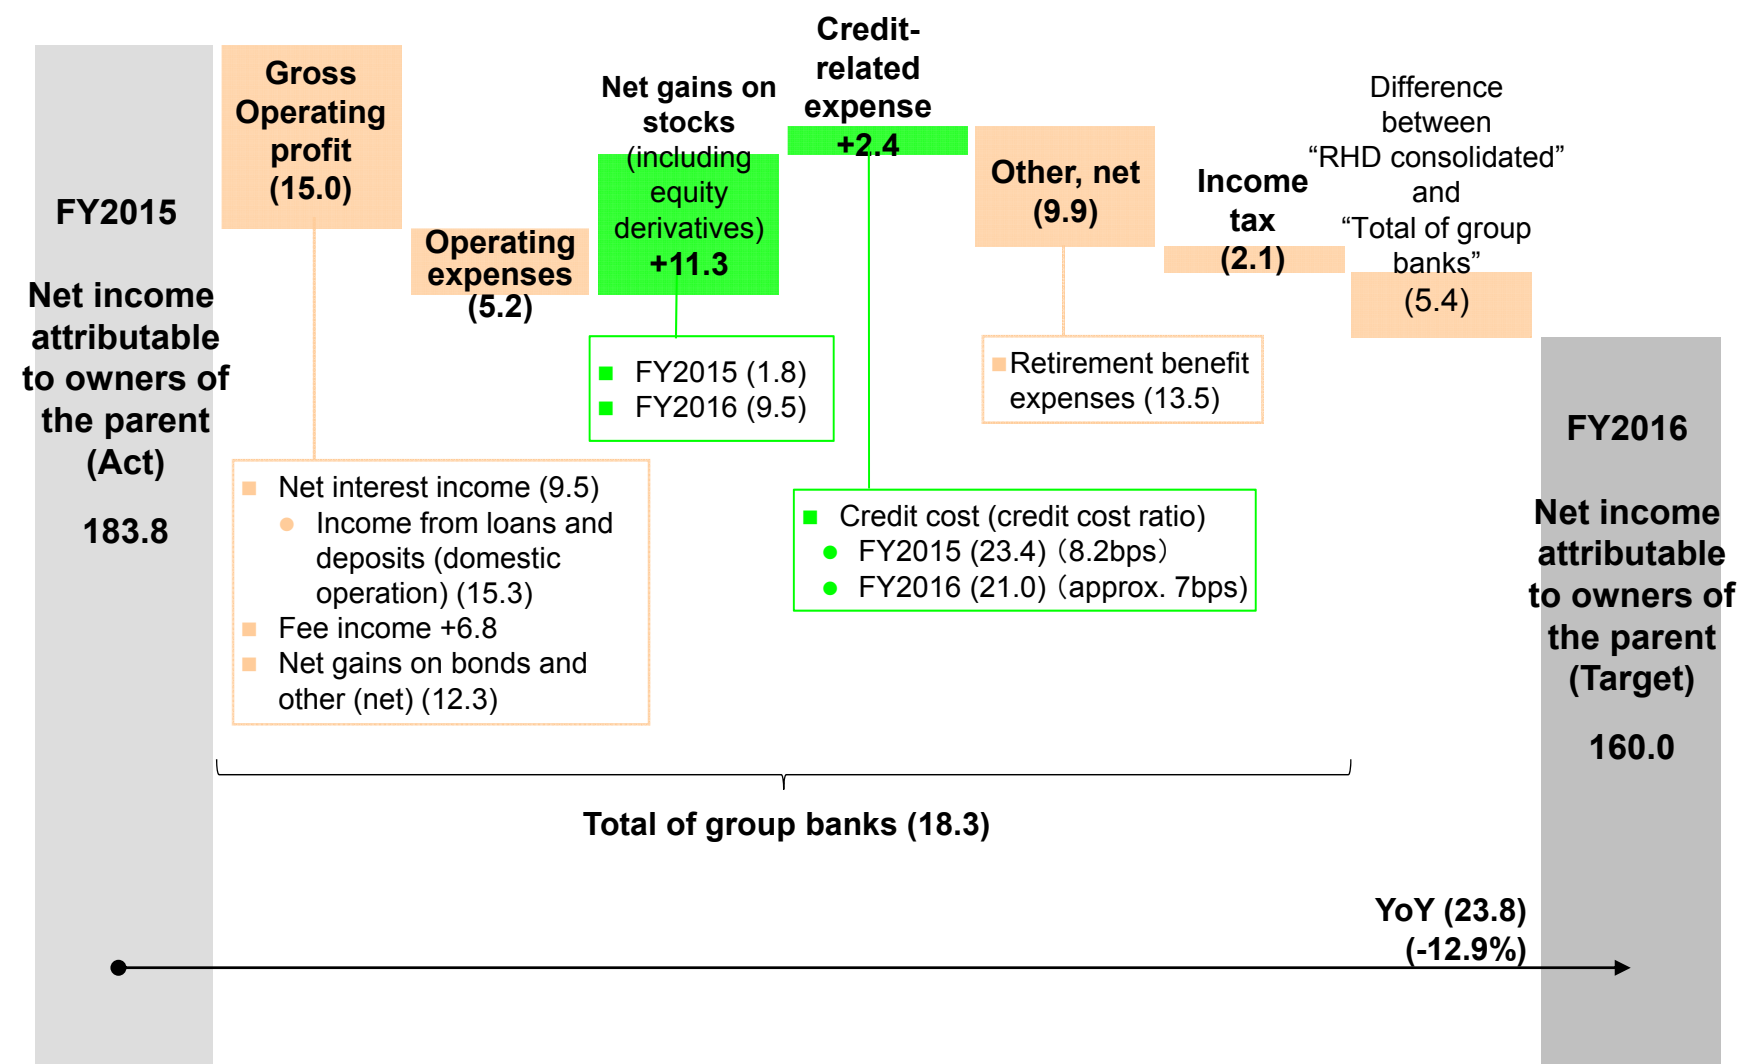 FY2015
Net income
attributable
to owners of
the parent
(Act)
183.8
Gross
Operating
profit
(15.0)
Net interest income (9.5)
Income from loans and
deposits (domestic
operation) (15.3)
Fee income +6.8
Net gains on bonds and
other (net) (12.3)
Operating
expenses
(5.2)
Net gains on
stocks
(including
equity
derivatives)
+11.3
FY2015 (1.8)
FY2016 (9.5)
Credit-
related
expense
+2.4
Credit cost (credit cost ratio)
FY2015 (23.4)（8.2bps）
FY2016 (21.0)（approx. 7bps)
Other, net
(9.9)
Retirement benefit
expenses (13.5)
Income
tax
(2.1)
Difference
between
“RHD consolidated”
and
“Total of group
banks”
(5.4)
FY2016
Net income
attributable
to owners of
the parent
(Target)
160.0
Total of group banks (18.3)
YoY (23.8)
(-12.9%)